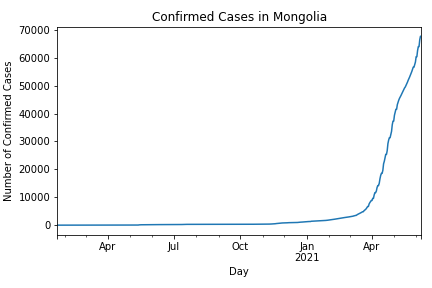 Confirmed Cases in Mongolia
70000
60000
50000
40000
30000
20000
10000
0
Number of Confirmed Cases
Apr Jul Oct Jan Apr
2021
Day